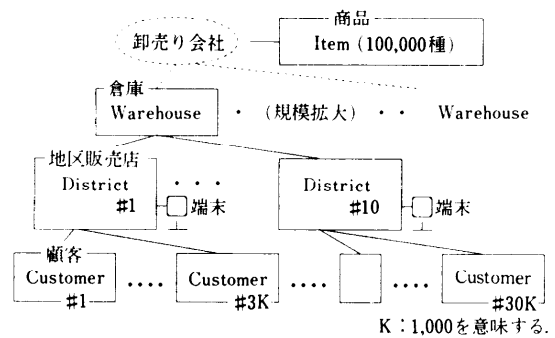 商品
卸売り会社
Item (100,000種)
倉庫
Warehouse ・ (規模拡大) ・・ Warehouse
地区販売店
District ・・・ District
#1 端末 #10 端末
顧客
Customer ・・・・ Customer ・・・・ ・・・・ Customer
#1 #3K #30K
K：1,000を意味する.